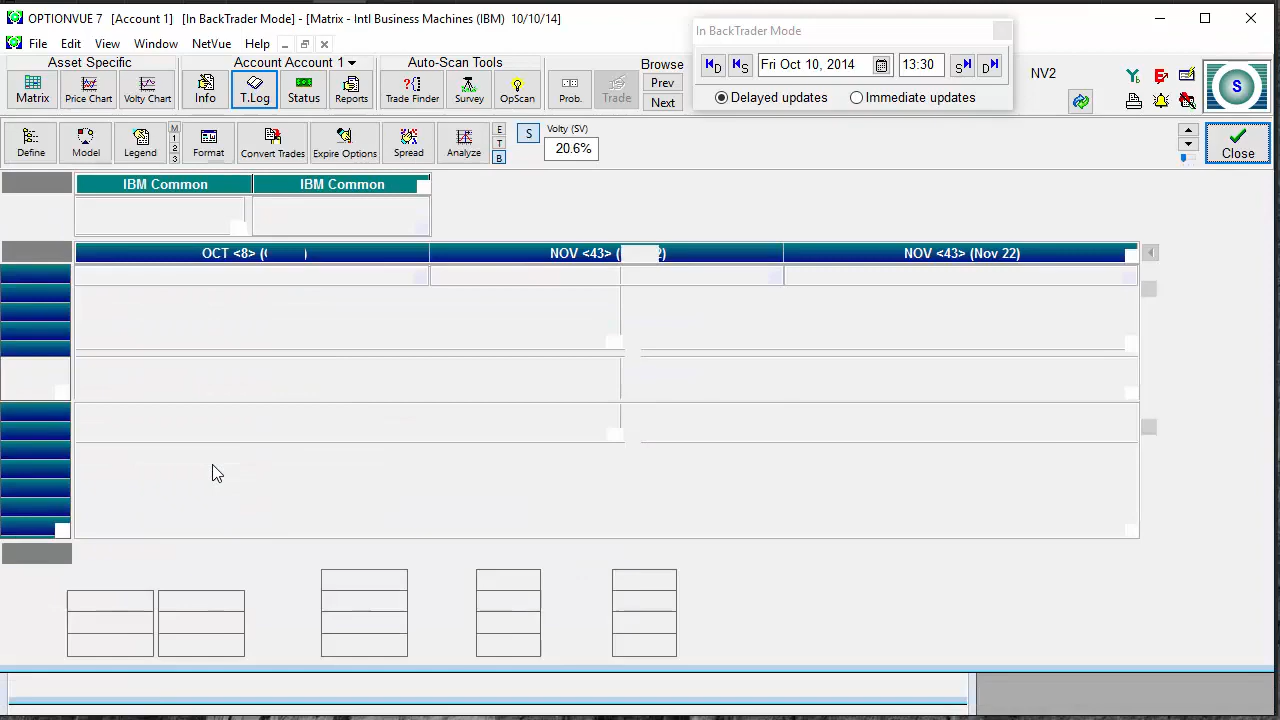 OPTIONVUE 7 [Account 1] [In BackTrader Mode] - [Matrix - Intl Business Machines (IBM) 10/10/14]
In BackTrader Mode
File Edit View Window NetVue Help
Asset Specific
Account Account 1
Auto-Scan Tools
Browse
Fri Oct 10, 2014
13:30
NV2
D S S D
Matrix
Price Chart
Volty Chart
Info
T.Log
Status
Reports
Trade Finder
Survey
OpScan
Prob.
Trade
Prev
Next
Delayed updates
Immediate updates
S
Define
Model
Legend
M
1
2
3
Format
Convert Trades
Expire Options
Spread
Analyze
E
T
B
S
Volty (SV)
20.6%
Close
IBM Common
IBM Common
OCT <8> (
NOV <43> (
NOV <43> (Nov 22)